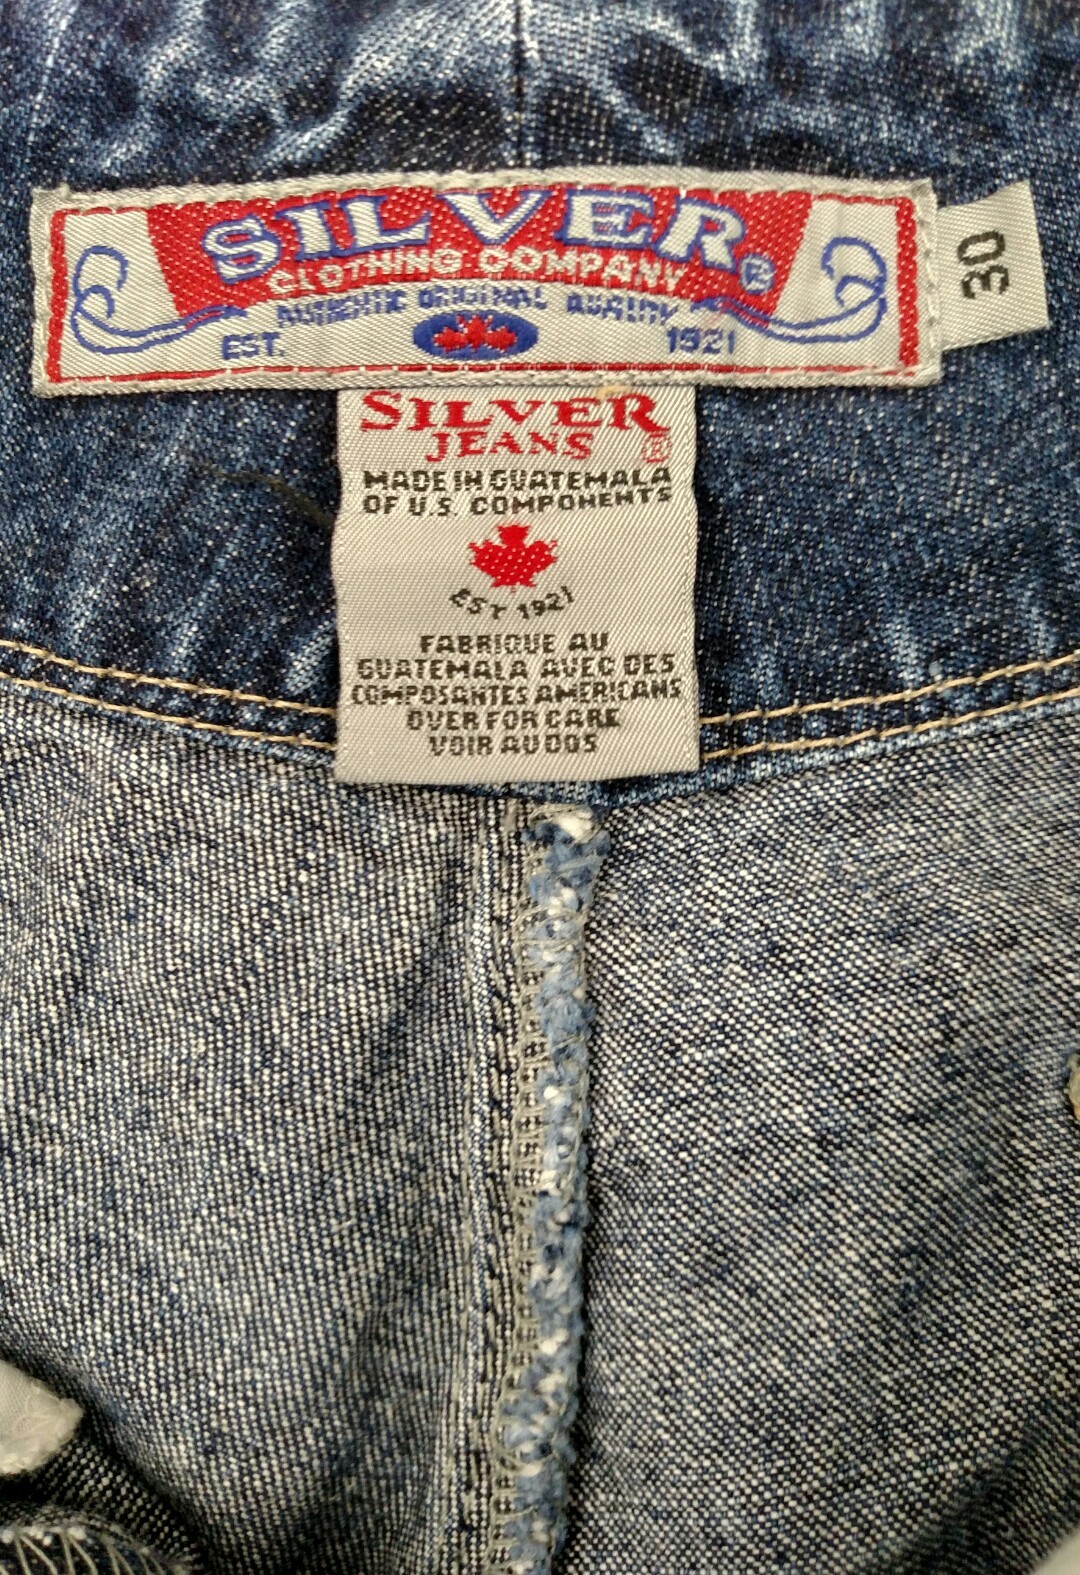 SILVER®
CLOTHING COMPANY
AUTHENTIC ORIGINAL QUALITY
EST. 1921
30
SILVER
JEANS ®
MADE IN GUATEMALA
OF U.S. COMPONENTS
EST 1921
FABRIQUE AU
GUATEMALA AVEC DES
COMPOSANTES AMERICANS
OVER FOR CARE
VOIR AU DOS